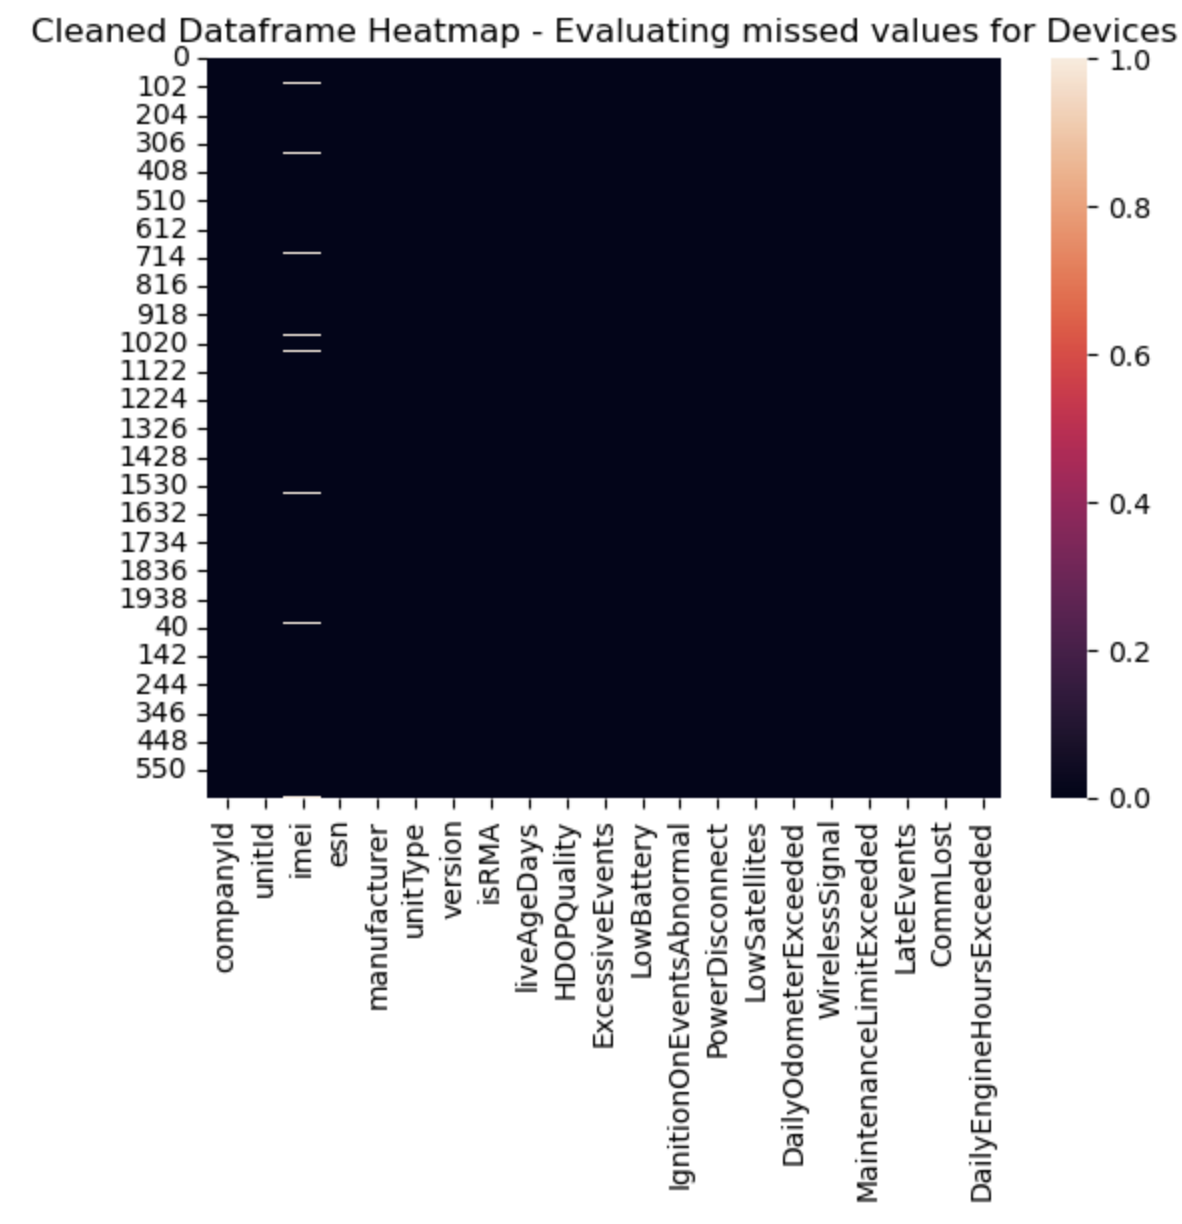 Cleaned Dataframe Heatmap - Evaluating missed values for Devices
0
102
204
306
408
510
612
714
816
918
1020
1122
1224
1326
1428
1530
1632
1734
1836
1938
40
142
244
346
448
550
companyId
unitId
imei
esn
manufacturer
unitType
version
isRMA
liveAgeDays
HDOPQuality
ExcessiveEvents
LowBattery
IgnitionOnEventsAbnormal
PowerDisconnect
LowSatellites
DailyOdometerExceeded
WirelessSignal
MaintenanceLimitExceeded
LateEvents
CommLost
DailyEngineHoursExceeded
1.0
0.8
0.6
0.4
0.2
0.0